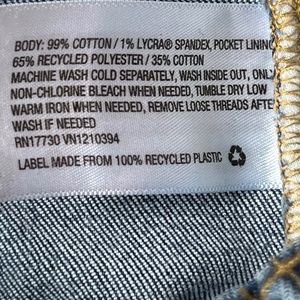 BODY: 99% COTTON / 1% LYCRA® SPANDEX, POCKET LINING
65% RECYCLED POLYESTER / 35% COTTON
MACHINE WASH COLD SEPARATELY, WASH INSIDE OUT, ONLY
NON-CHLORINE BLEACH WHEN NEEDED, TUMBLE DRY LOW
WARM IRON WHEN NEEDED, REMOVE LOOSE THREADS AFTE
WASH IF NEEDED
RN17730 VN1210394
LABEL MADE FROM 100% RECYCLED PLASTIC